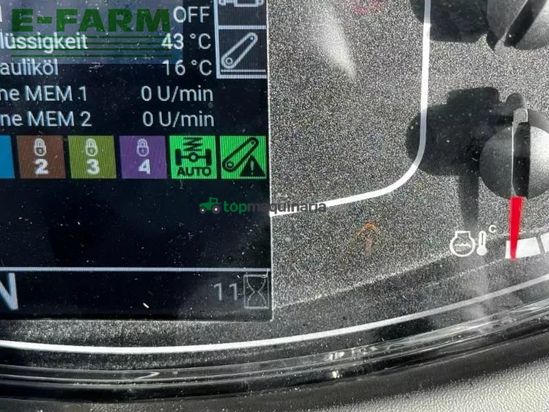 E-FARM
OFF
lüssigkeit 43 °C
auliköl 16 °C
ne MEM 1 0 U/min
ne MEM 2 0 U/min
2 3 4 AUTO
topmaquinaria
°C
N 11